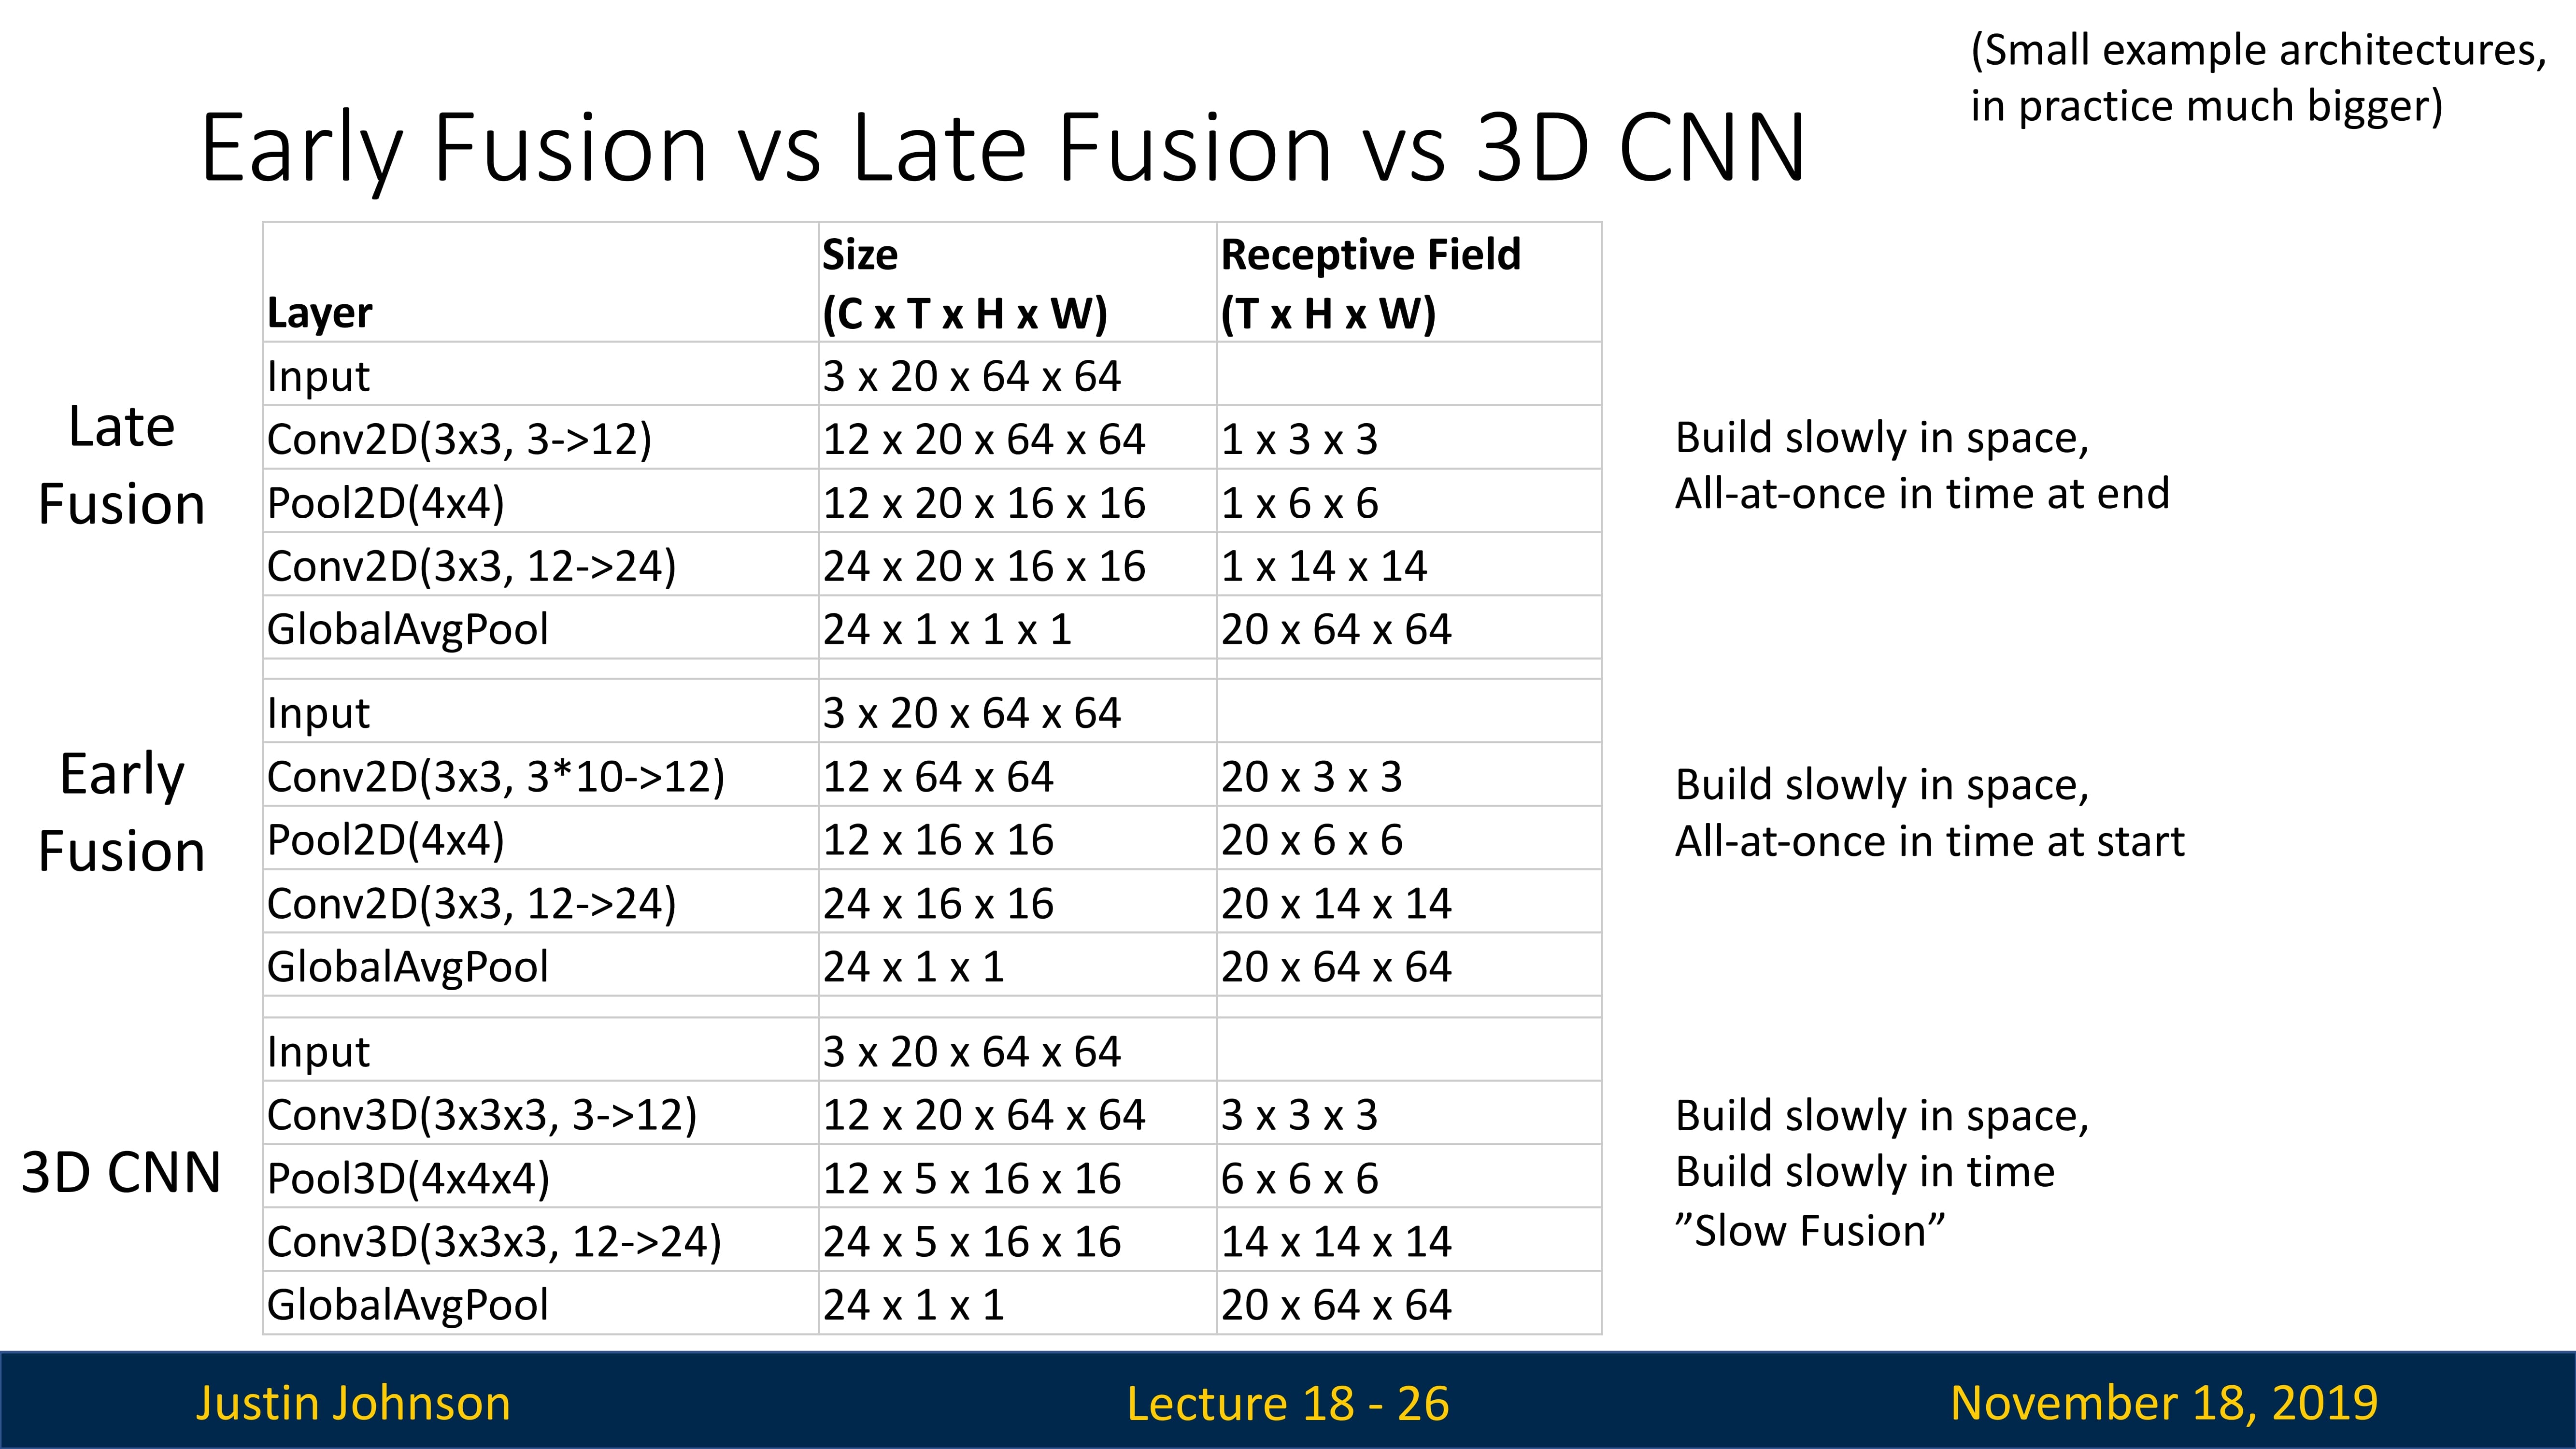 (Small example architectures,
in practice much bigger)
Early Fusion vs Late Fusion vs 3D CNN
Layer Size (C x T x H x W) Receptive Field (T x H x W)
Late
Fusion
Input 3 x 20 x 64 x 64
Conv2D(3x3, 3->12) 12 x 20 x 64 x 64 1 x 3 x 3
Pool2D(4x4) 12 x 20 x 16 x 16 1 x 6 x 6
Conv2D(3x3, 12->24) 24 x 20 x 16 x 16 1 x 14 x 14
GlobalAvgPool 24 x 1 x 1 x 1 20 x 64 x 64
Build slowly in space,
All-at-once in time at end
Early
Fusion
Input 3 x 20 x 64 x 64
Conv2D(3x3, 3*10->12) 12 x 64 x 64 20 x 3 x 3
Pool2D(4x4) 12 x 16 x 16 20 x 6 x 6
Conv2D(3x3, 12->24) 24 x 16 x 16 20 x 14 x 14
GlobalAvgPool 24 x 1 x 1 20 x 64 x 64
Build slowly in space,
All-at-once in time at start
3D CNN
Input 3 x 20 x 64 x 64
Conv3D(3x3x3, 3->12) 12 x 20 x 64 x 64 3 x 3 x 3
Pool3D(4x4x4) 12 x 5 x 16 x 16 6 x 6 x 6
Conv3D(3x3x3, 12->24) 24 x 5 x 16 x 16 14 x 14 x 14
GlobalAvgPool 24 x 1 x 1 20 x 64 x 64
Build slowly in space,
Build slowly in time
”Slow Fusion”
Justin Johnson Lecture 18 - 26 November 18, 2019